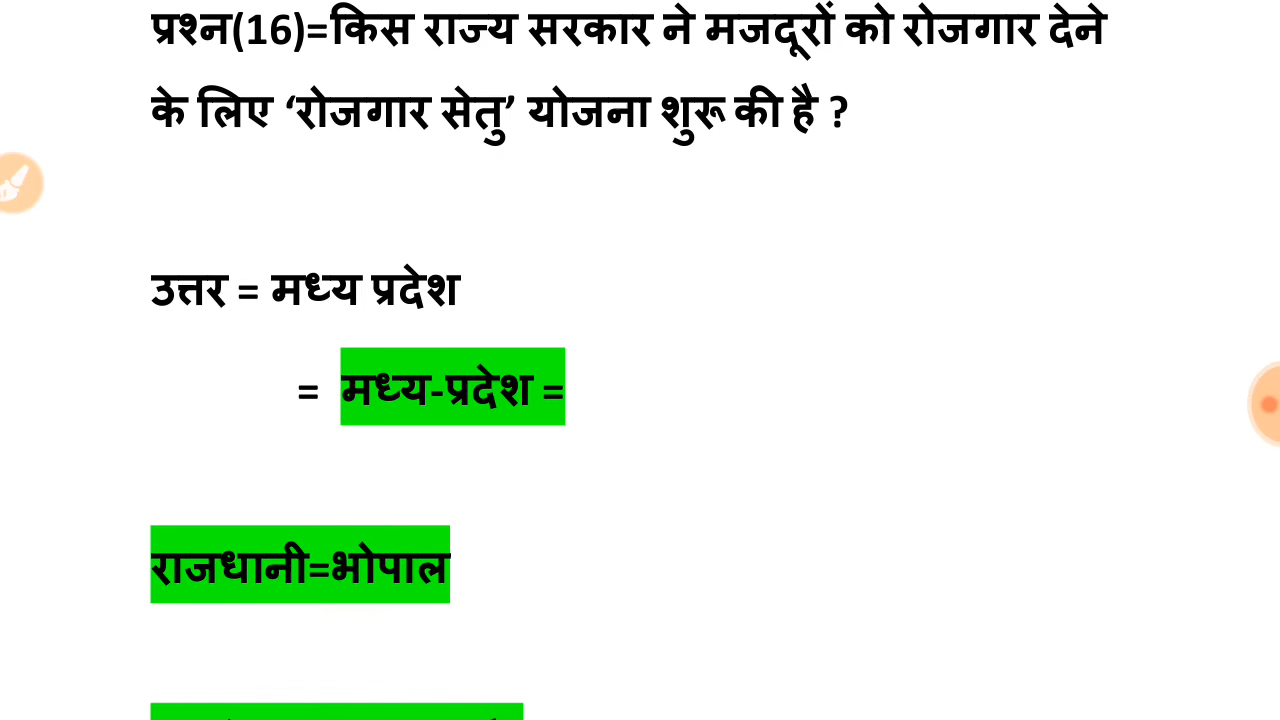 प्रश्न(16)=किस राज्य सरकार ने मजदूरों को रोजगार देने
के लिए ‘रोजगार सेतु’ योजना शुरू की है ?
उत्तर = मध्य प्रदेश
= मध्य-प्रदेश =
राजधानी=भोपाल